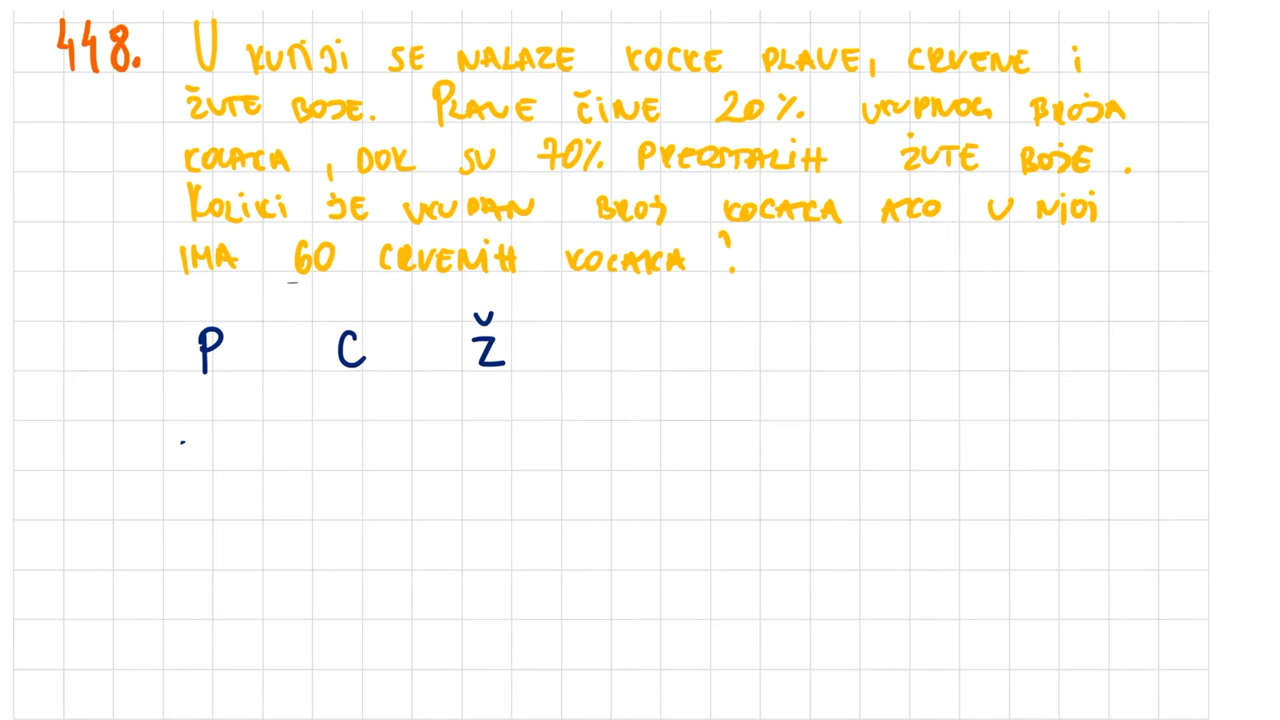 448. U KUTIJI SE NALAZE KOCKE PLAVE, CRVENE I
ŽUTE BOJE. PLAVE ČINE 20% UKUPNOG BROJA
KOCAKA, DOK SU 70% PREOSTALIH ŽUTE BOJE.
KOLIKI JE UKUPAN BROJ KOCAKA AKO U NJOJ
IMA 60 CRVENIH KOCAKA?
P C Ž